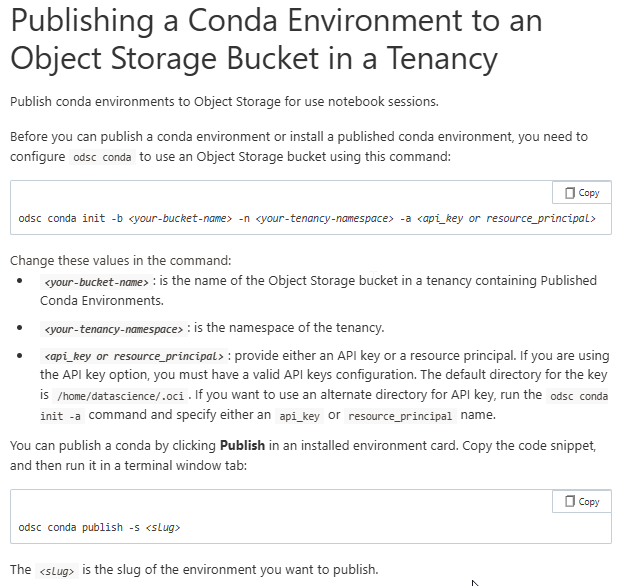 Publishing a Conda Environment to an
Object Storage Bucket in a Tenancy
Publish conda environments to Object Storage for use notebook sessions.
Before you can publish a conda environment or install a published conda environment, you need to
configure odsc conda to use an Object Storage bucket using this command:
Copy
odsc conda init -b <your-bucket-name> -n <your-tenancy-namespace> -a <api_key or resource_principal>
Change these values in the command:
• <your-bucket-name> : is the name of the Object Storage bucket in a tenancy containing Published
Conda Environments.
• <your-tenancy-namespace> : is the namespace of the tenancy.
• <api_key or resource_principal> : provide either an API key or a resource principal. If you are using
the API key option, you must have a valid API keys configuration. The default directory for the key
is /home/datascience/.oci . If you want to use an alternate directory for API key, run the odsc conda
init -a command and specify either an api_key or resource_principal name.
You can publish a conda by clicking Publish in an installed environment card. Copy the code snippet,
and then run it in a terminal window tab:
Copy
odsc conda publish -s <slug>
The <slug> is the slug of the environment you want to publish.